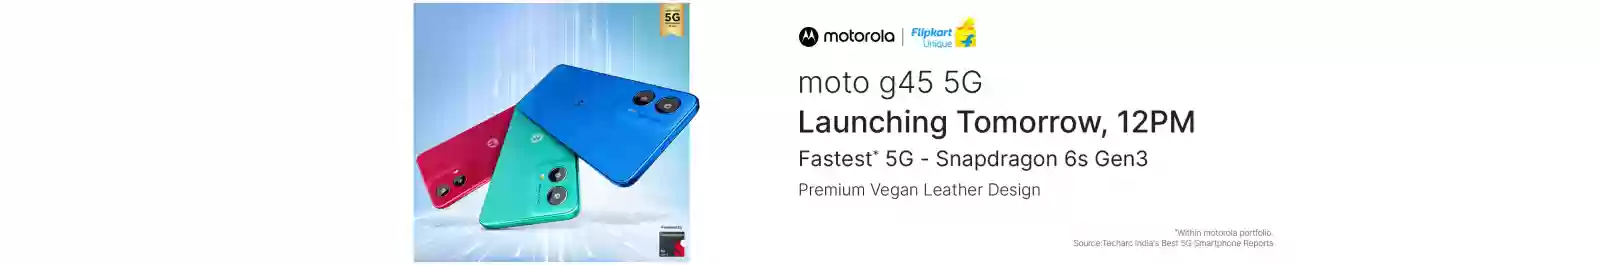 5G
motorola
Flipkart
Unique
moto g45 5G
Launching Tomorrow, 12PM
Fastest* 5G - Snapdragon 6s Gen3
Premium Vegan Leather Design
*Within motorola portfolio.
Source:Techarc India's Best 5G Smartphone Reports